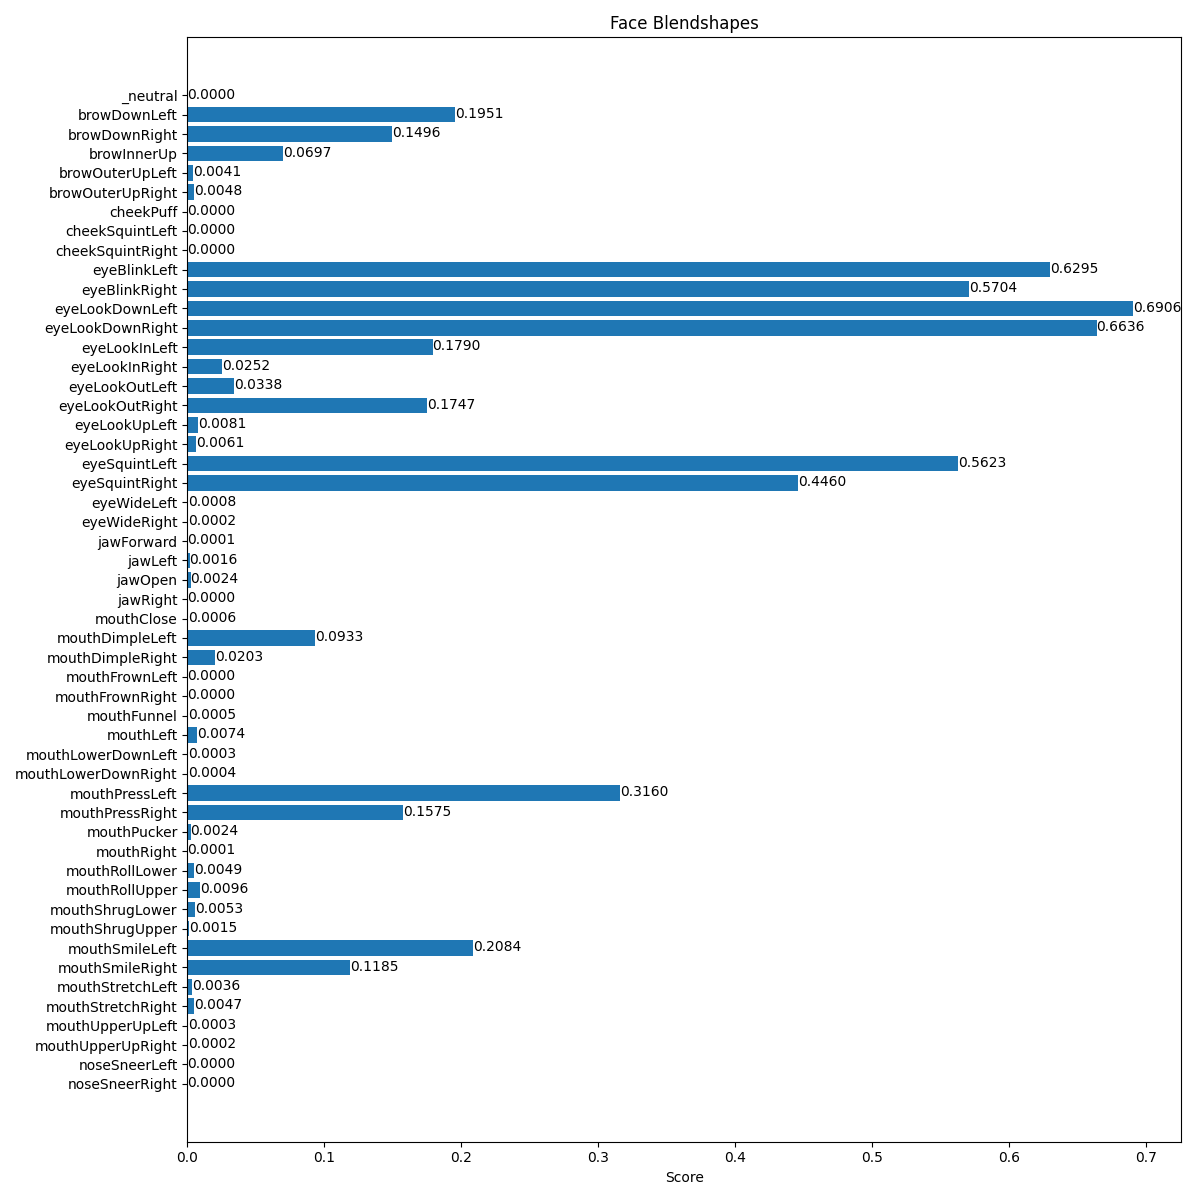 Face Blendshapes
_neutral 0.0000
browDownLeft 0.1951
browDownRight 0.1496
browInnerUp 0.0697
browOuterUpLeft 0.0041
browOuterUpRight 0.0048
cheekPuff 0.0000
cheekSquintLeft 0.0000
cheekSquintRight 0.0000
eyeBlinkLeft 0.6295
eyeBlinkRight 0.5704
eyeLookDownLeft 0.6906
eyeLookDownRight 0.6636
eyeLookInLeft 0.1790
eyeLookInRight 0.0252
eyeLookOutLeft 0.0338
eyeLookOutRight 0.1747
eyeLookUpLeft 0.0081
eyeLookUpRight 0.0061
eyeSquintLeft 0.5623
eyeSquintRight 0.4460
eyeWideLeft 0.0008
eyeWideRight 0.0002
jawForward 0.0001
jawLeft 0.0016
jawOpen 0.0024
jawRight 0.0000
mouthClose 0.0006
mouthDimpleLeft 0.0933
mouthDimpleRight 0.0203
mouthFrownLeft 0.0000
mouthFrownRight 0.0000
mouthFunnel 0.0005
mouthLeft 0.0074
mouthLowerDownLeft 0.0003
mouthLowerDownRight 0.0004
mouthPressLeft 0.3160
mouthPressRight 0.1575
mouthPucker 0.0024
mouthRight 0.0001
mouthRollLower 0.0049
mouthRollUpper 0.0096
mouthShrugLower 0.0053
mouthShrugUpper 0.0015
mouthSmileLeft 0.2084
mouthSmileRight 0.1185
mouthStretchLeft 0.0036
mouthStretchRight 0.0047
mouthUpperUpLeft 0.0003
mouthUpperUpRight 0.0002
noseSneerLeft 0.0000
noseSneerRight 0.0000
0.0 0.1 0.2 0.3 0.4 0.5 0.6 0.7
Score